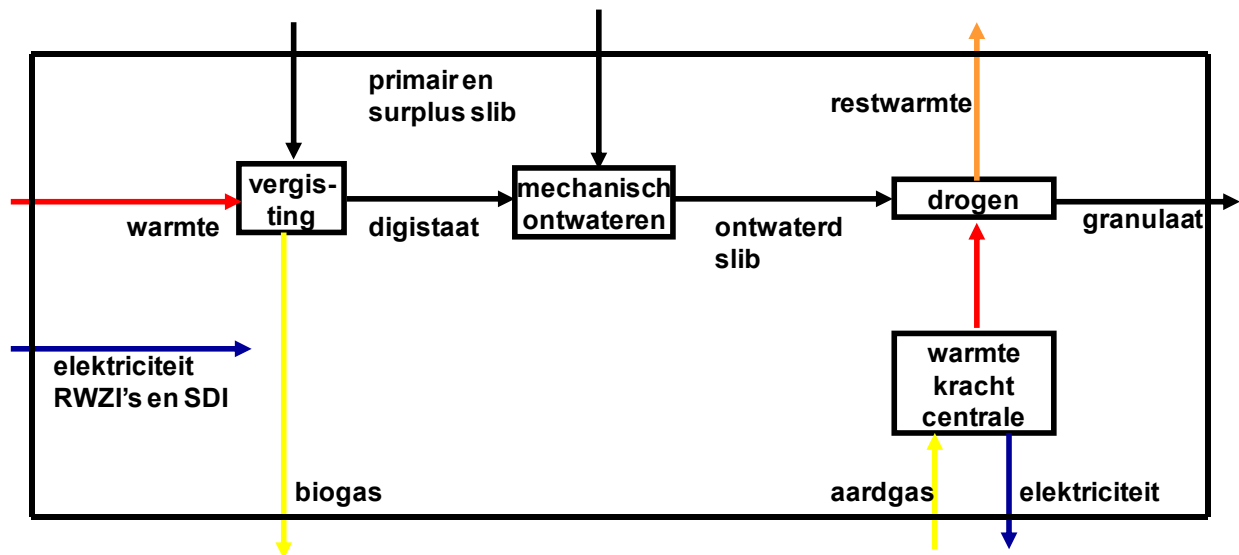 primair en
surplus slib
restwarmte
vergis-
ting
mechanisch
ontwateren
drogen
warmte
digistaat
ontwaterd
slib
granulaat
elektriciteit
RWZI's en SDI
warmte
kracht
centrale
biogas
aardgas
elektriciteit